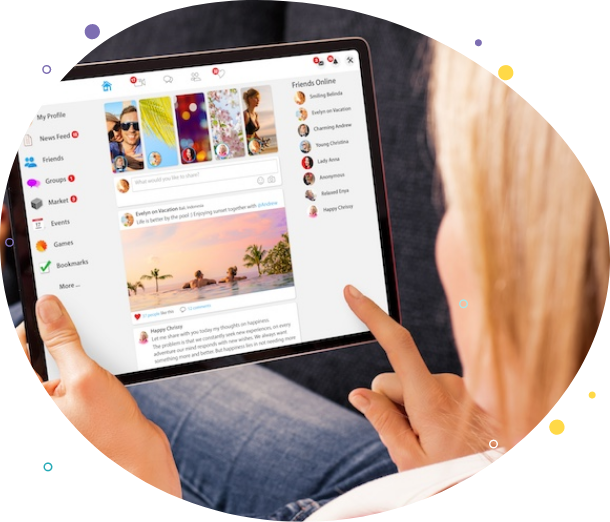 My Profile
News Feed
Friends
Groups
Market
Events
Games
Bookmarks
More ...
What would you like to share?
Evelyn on Vacation
Life is better by the pool :) Enjoying sunset together with
like this
Happy Chrissy
Let me share with you today my thoughts on happiness.
The problem is that we constantly seek new experiences, on every
adventure our mind responds with new wishes. We always want
something more and better. But happiness lies in not needing more
Friends Online
Smiling Belinda
Evelyn on Vacation
Charming Andrew
Young Christina
Lady Anna
Anonymous
Relaxed Enya
Happy Chrissy